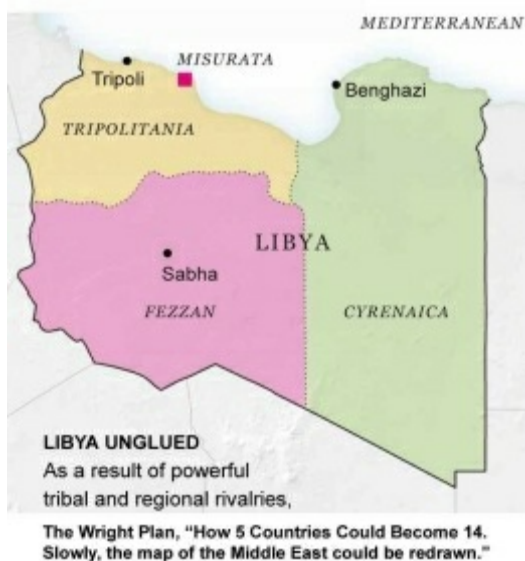 MEDITERRANEAN
MISURATA
Tripoli
Benghazi
TRIPOLITANIA
LIBYA
Sabha
FEZZAN
CYRENAICA
LIBYA UNGLUED
As a result of powerful
tribal and regional rivalries,
The Wright Plan, “How 5 Countries Could Become 14.
Slowly, the map of the Middle East could be redrawn.”